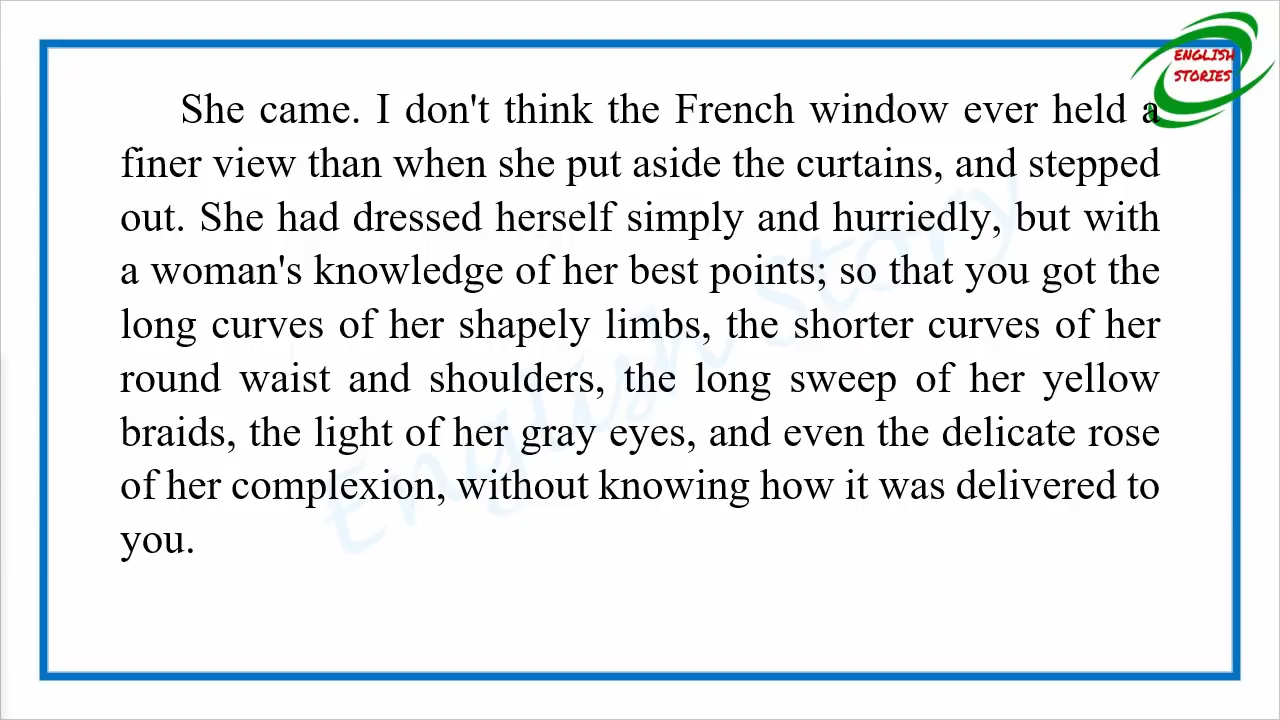 ENGLISH
STORIES
She came. I don't think the French window ever held a
finer view than when she put aside the curtains, and stepped
out. She had dressed herself simply and hurriedly, but with
a woman's knowledge of her best points; so that you got the
long curves of her shapely limbs, the shorter curves of her
round waist and shoulders, the long sweep of her yellow
braids, the light of her gray eyes, and even the delicate rose
of her complexion, without knowing how it was delivered to
you.
English Story